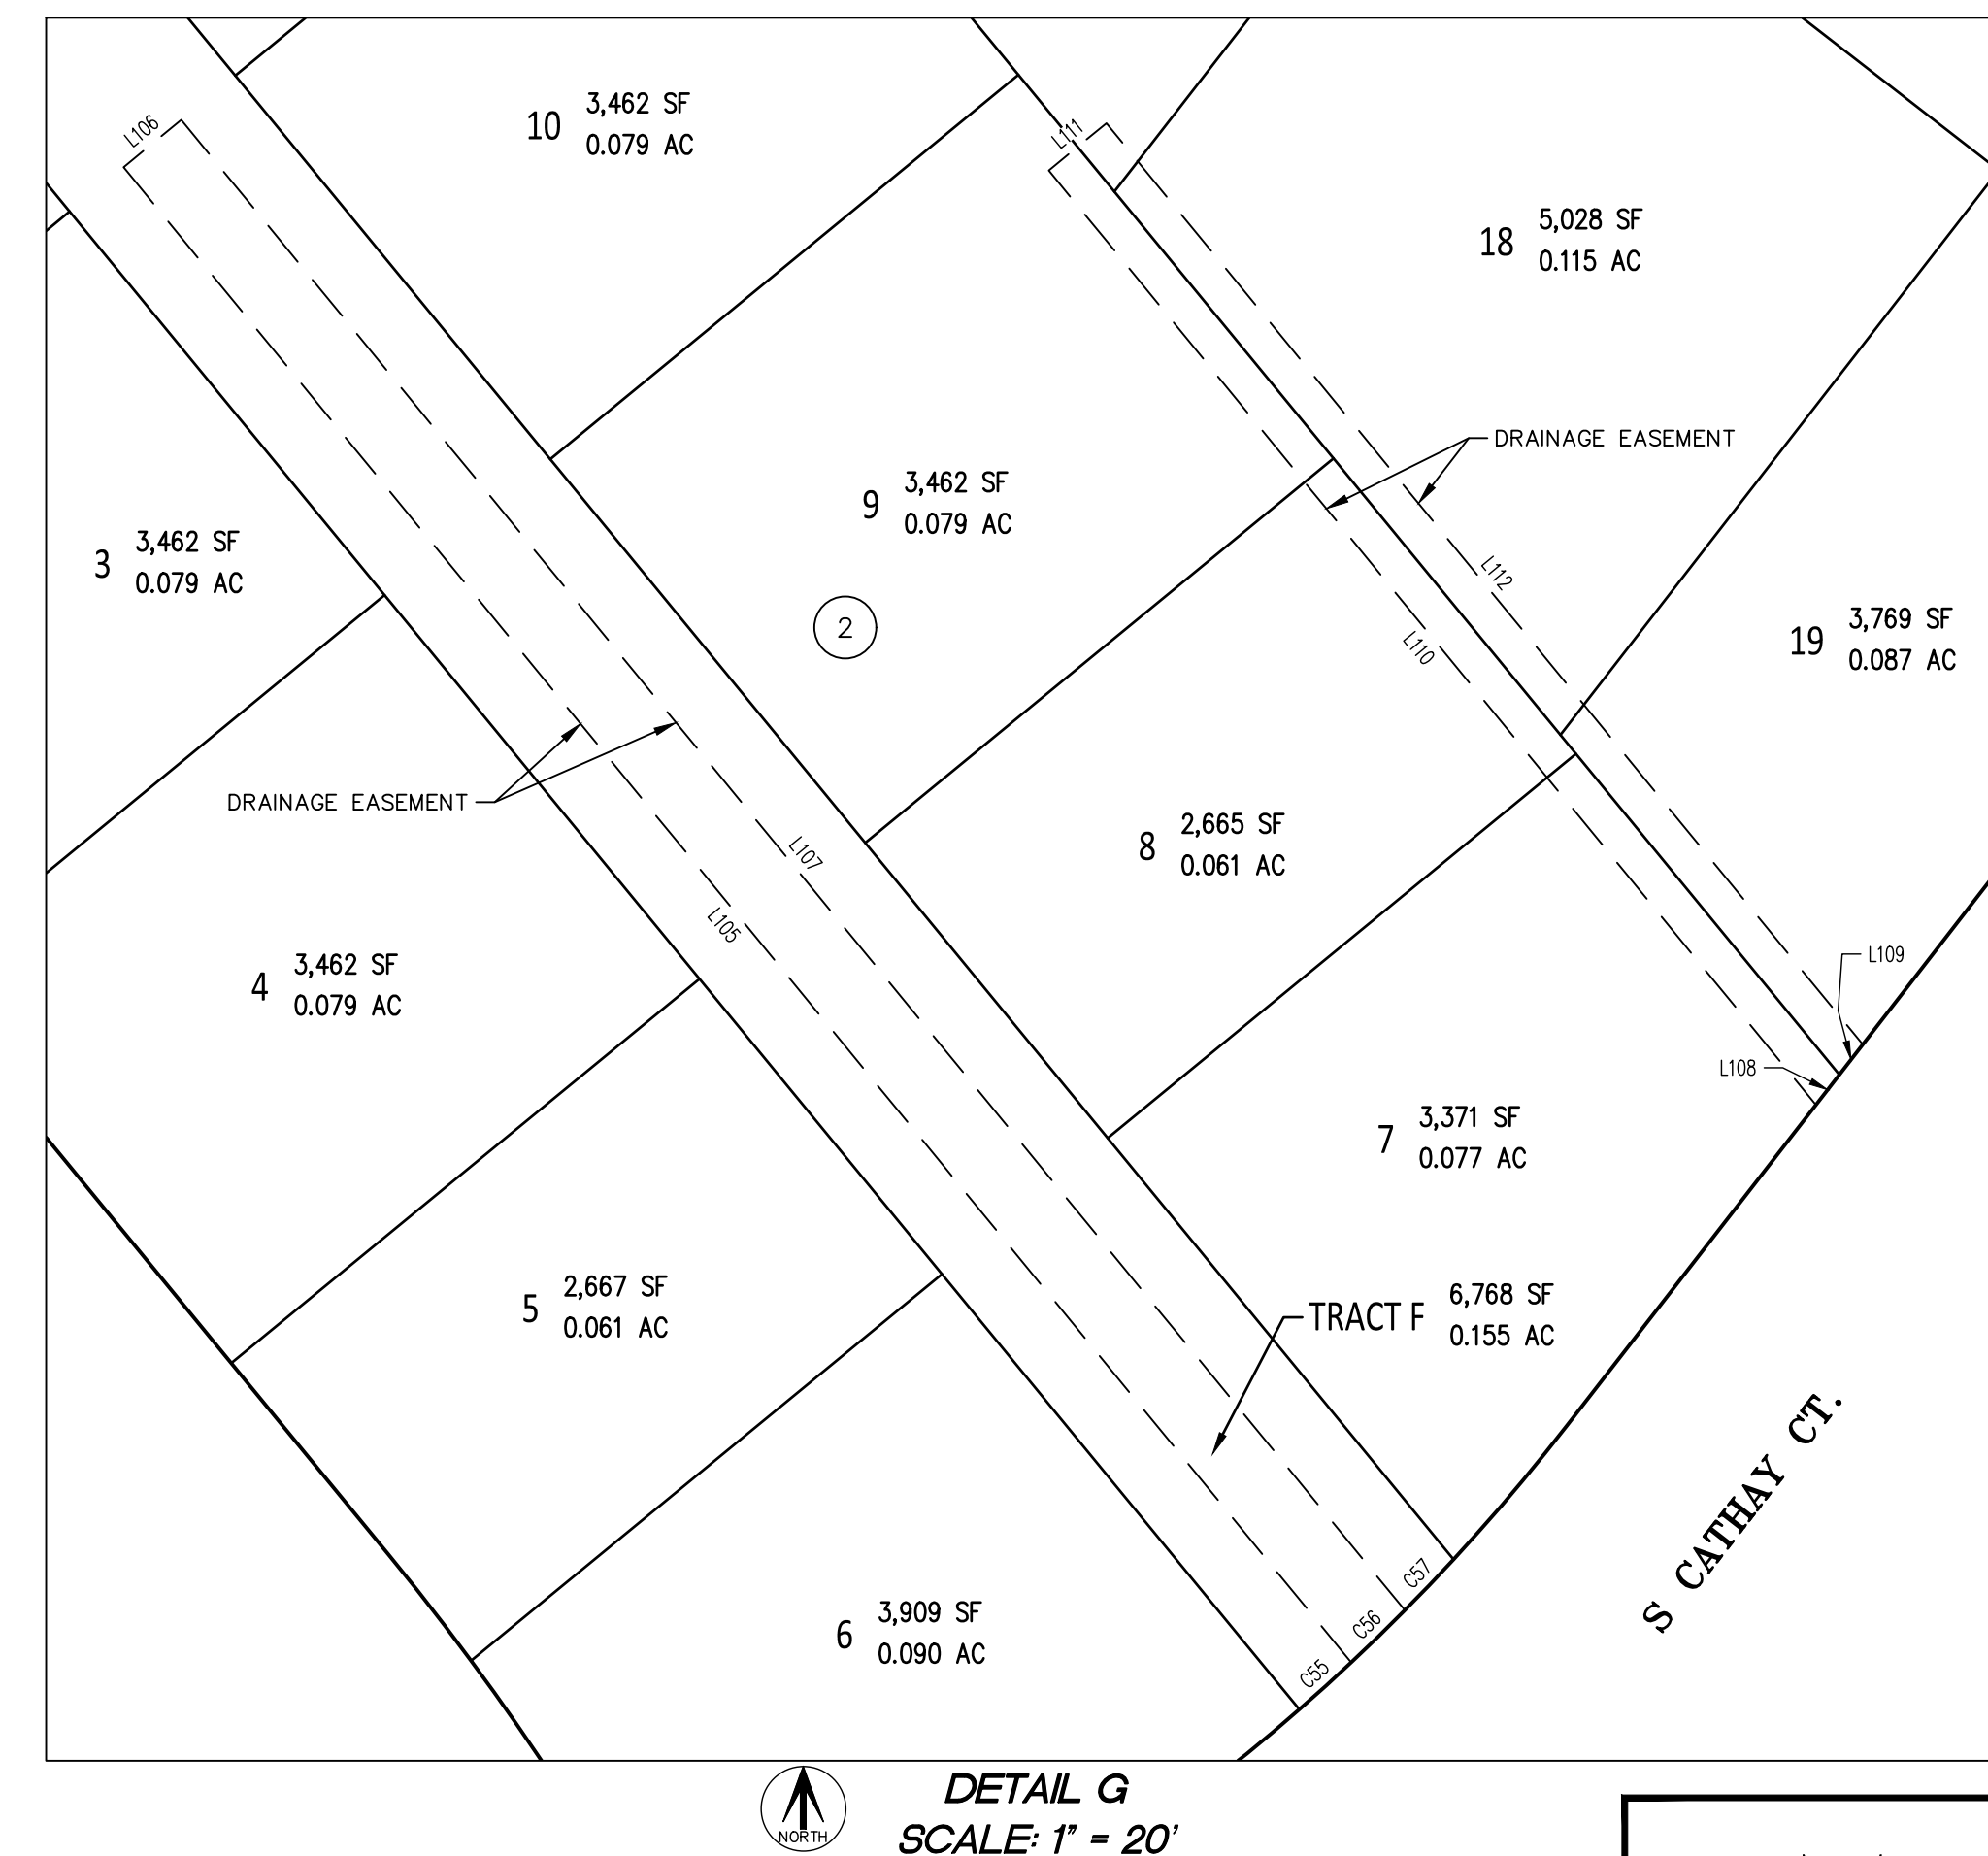 L106
10
3,462 SF
0.079 AC
L111
18
5,028 SF
0.115 AC
DRAINAGE EASEMENT
9
3,462 SF
0.079 AC
3
3,462 SF
0.079 AC
L112
2
L110
19
3,769 SF
0.087 AC
DRAINAGE EASEMENT
L107
8
2,665 SF
0.061 AC
L105
4
3,462 SF
0.079 AC
L109
L108
7
3,371 SF
0.077 AC
5
2,667 SF
0.061 AC
TRACT F
6,768 SF
0.155 AC
S CATHAY CT.
C57
C56
C55
6
3,909 SF
0.090 AC
NORTH
DETAIL G
SCALE: 1" = 20'